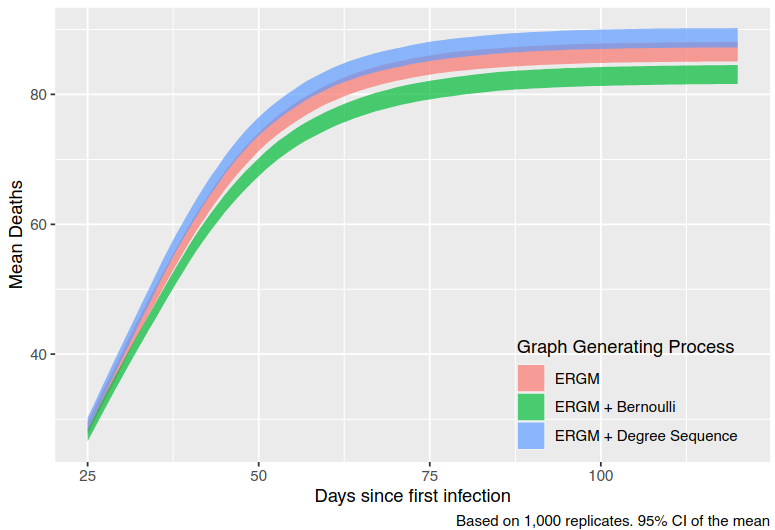 Mean Deaths
80
60
40
25
50
75
100
Days since first infection
Graph Generating Process
ERGM
ERGM + Bernoulli
ERGM + Degree Sequence
Based on 1,000 replicates. 95% CI of the mean